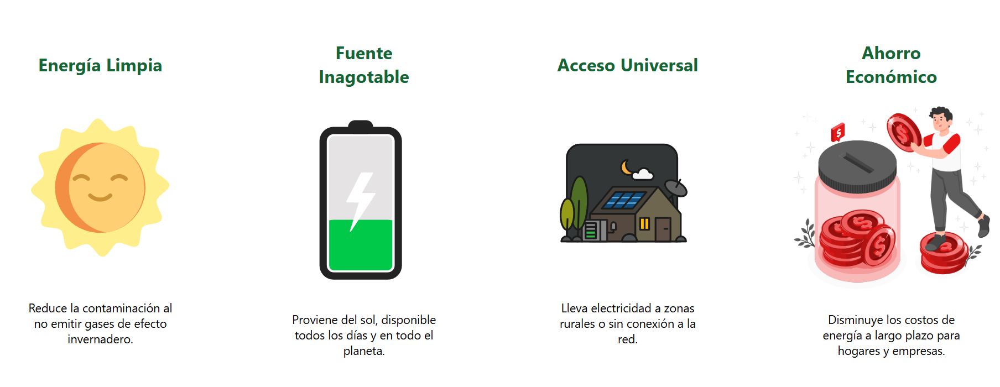 Energía Limpia
Reduce la contaminación al
no emitir gases de efecto
invernadero.
Fuente
Inagotable
Proviene del sol, disponible
todos los días y en todo el
planeta.
Acceso Universal
Lleva electricidad a zonas
rurales o sin conexión a la
red.
Ahorro
Económico
$
$
$
$
$
$
Disminuye los costos de
energía a largo plazo para
hogares y empresas.